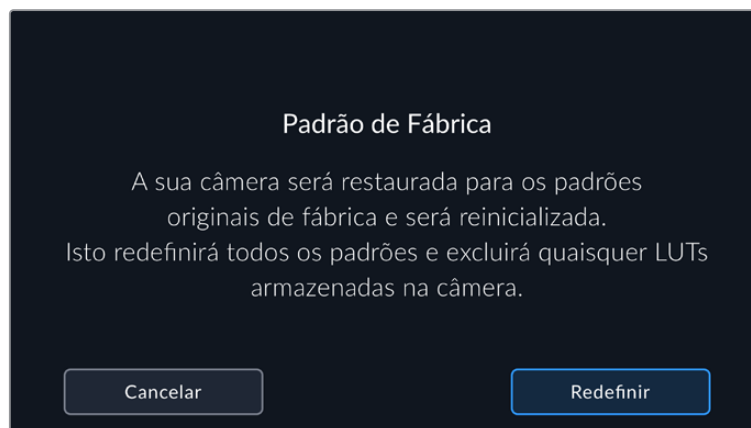 Padrão de Fábrica
A sua câmera será restaurada para os padrões
originais de fábrica e será reinicializada.
Isto redefinirá todos os padrões e excluirá quaisquer LUTs
armazenadas na câmera.
Cancelar
Redefinir